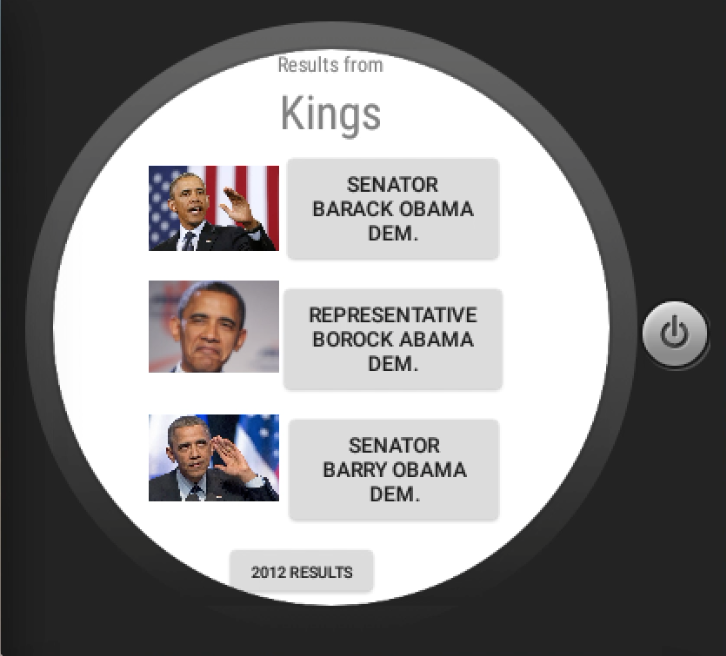 Results from
Kings
SENATOR
BARACK OBAMA
DEM.
REPRESENTATIVE
BOROCK ABAMA
DEM.
SENATOR
BARRY OBAMA
DEM.
2012 RESULTS